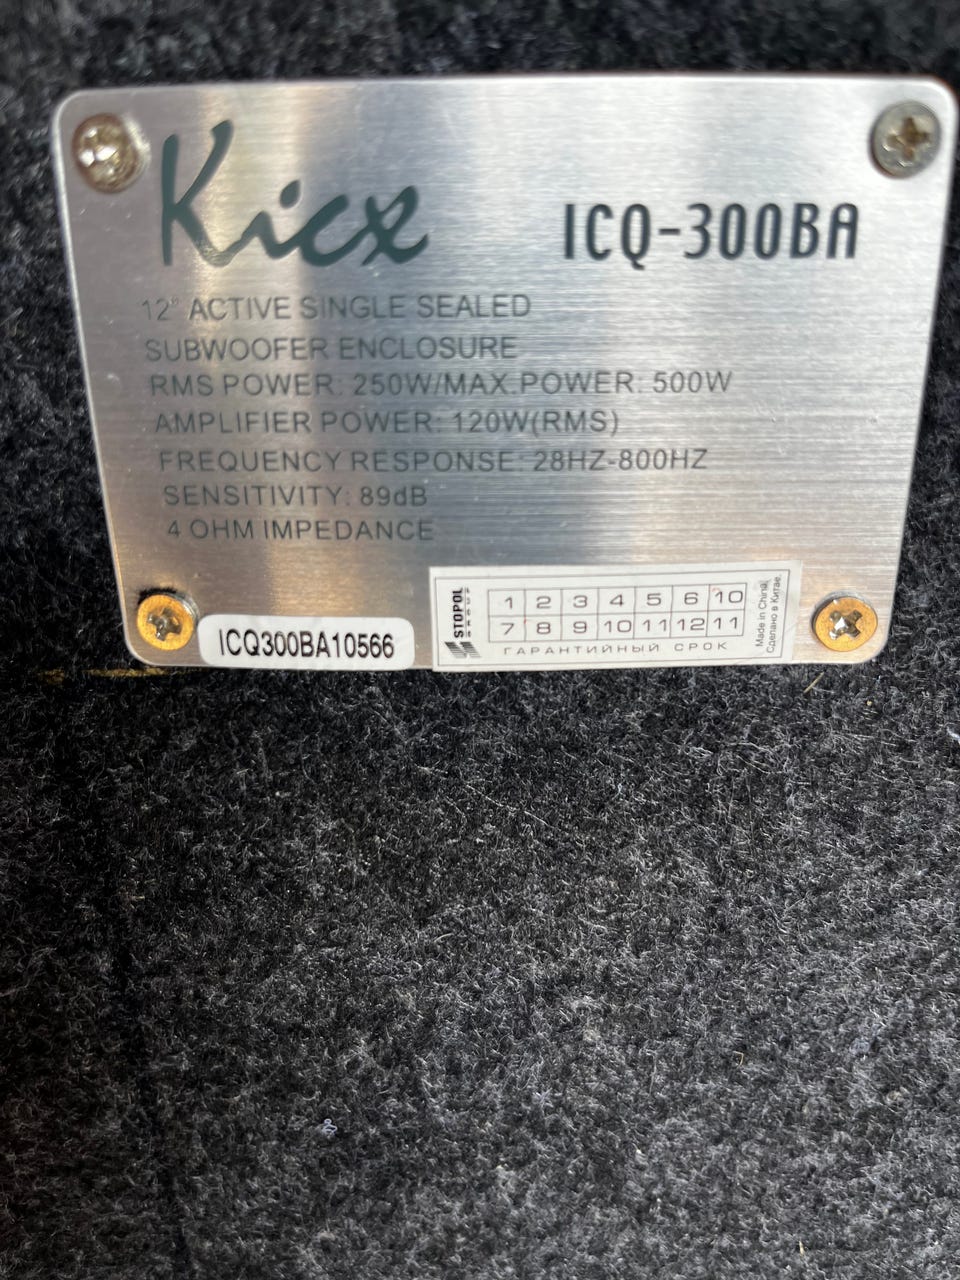 Kicx ICQ-300BA
12" ACTIVE SINGLE SEALED
SUBWOOFER ENCLOSURE
RMS POWER: 250W/MAX.POWER: 500W
AMPLIFIER POWER: 120W(RMS)
FREQUENCY RESPONSE: 28HZ-800HZ
SENSITIVITY: 89dB
4 OHM IMPEDANCE
ICQ300BA10566
STOPOL
1 2 3 4 5 6 10
7 8 9 10 11 12 11
ГАРАНТИЙНЫЙ СРОК
Made in China
Сделано в Китае.